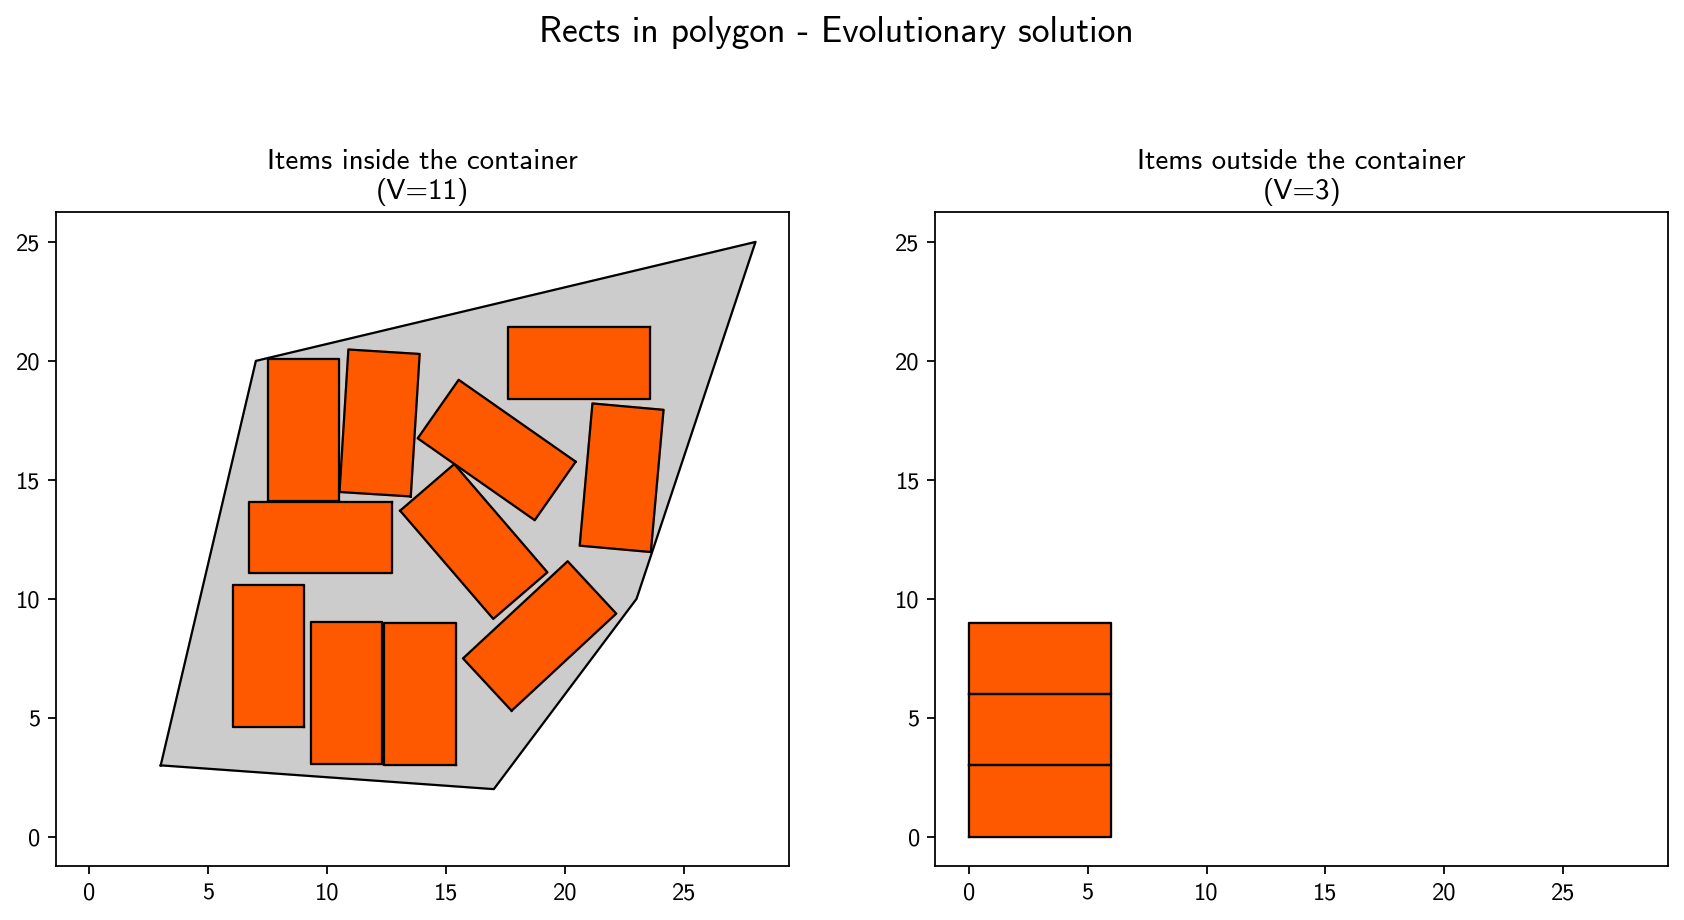 Rects in polygon - Evolutionary solution
Items inside the container
(V=11)
25
20
15
10
5
0
0 5 10 15 20 25
Items outside the container
(V=3)
25
20
15
10
5
0
0 5 10 15 20 25